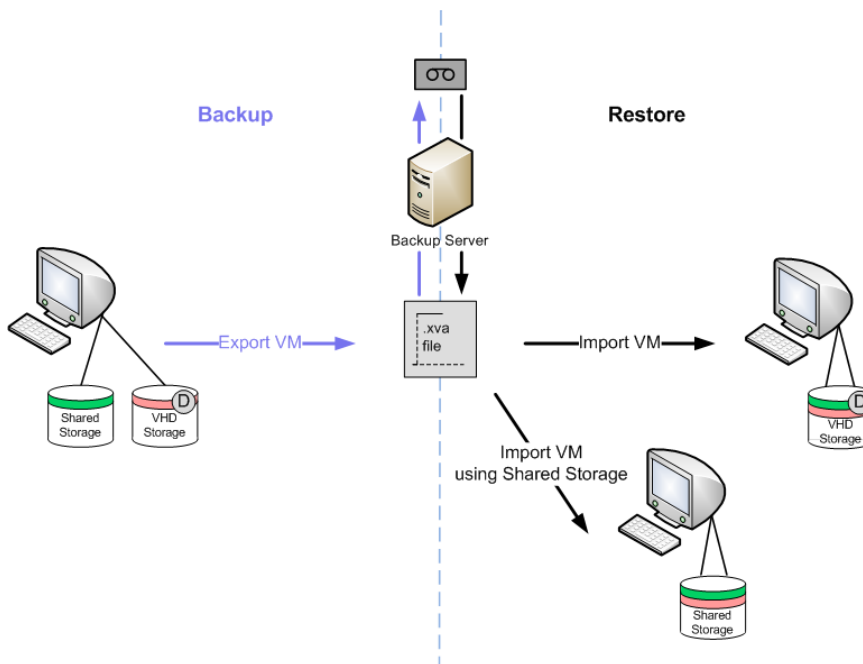 Backup
Restore
Backup Server
.xva
file
Export VM
Import VM
Shared
Storage
D
VHD
Storage
D
VHD
Storage
Import VM
using Shared Storage
Shared
Storage